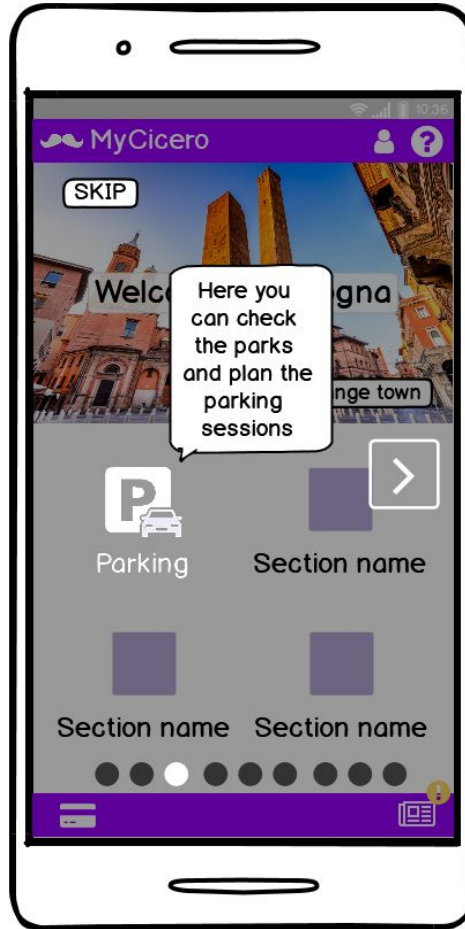 10:36
MyCicero
?
SKIP
Welc
gna
Here you
can check
the parks
and plan the
parking
sessions
nge town
P
Parking
Section name
Section name
Section name
!